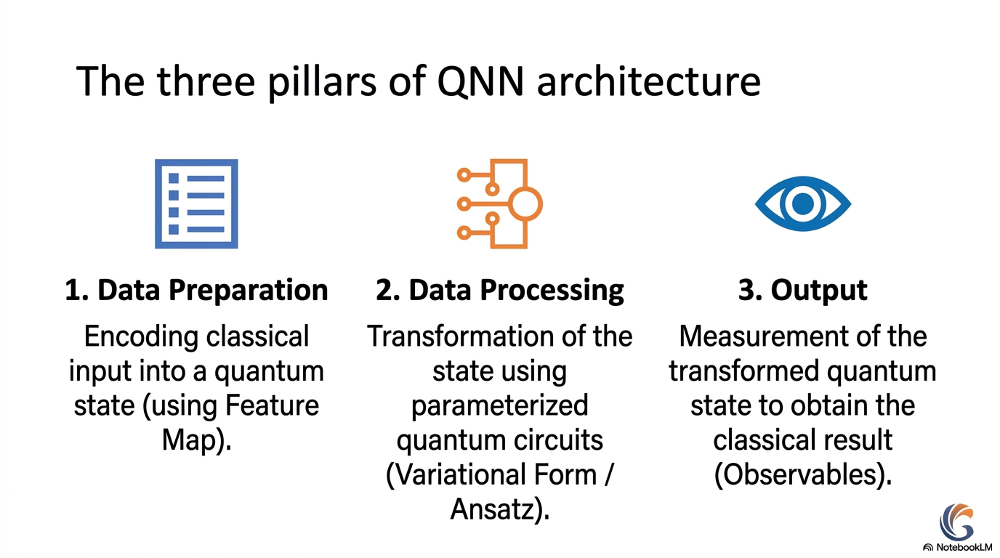 The three pillars of QNN architecture
1. Data Preparation
Encoding classical
input into a quantum
state (using Feature
Map).
2. Data Processing
Transformation of the
state using
parameterized
quantum circuits
(Variational Form /
Ansatz).
3. Output
Measurement of the
transformed quantum
state to obtain the
classical result
(Observables).
NotebookLM